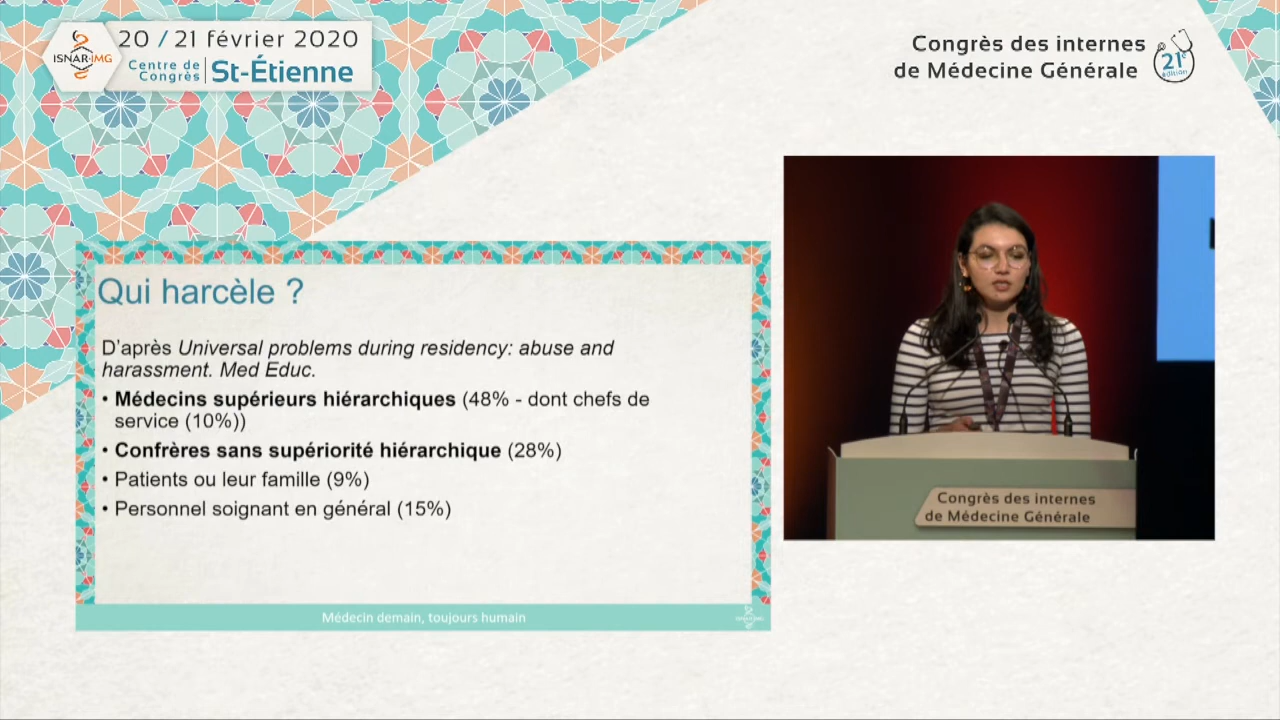 20 / 21 février 2020
ISNAR-IMG
Centre de
Congrès
St-Étienne
Congrès des internes
de Médecine Générale
21e
édition
Qui harcèle ?
D'après Universal problems during residency: abuse and
harassment. Med Educ.
• Médecins supérieurs hiérarchiques (48% - dont chefs de
service (10%))
• Confrères sans supériorité hiérarchique (28%)
• Patients ou leur famille (9%)
• Personnel soignant en général (15%)
Médecin demain, toujours humain
ISNAR-IMG
Congrès des internes
de Médecine Générale